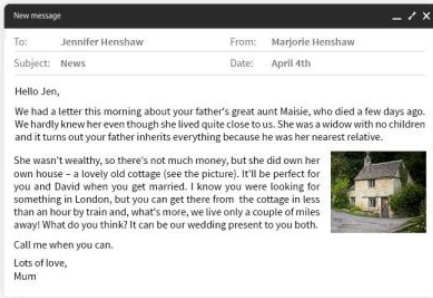 New message
To: Jennifer Henshaw From: Marjorie Henshaw
Subject: News Date: April 4th
Hello Jen,
We had a letter this morning about your father's great aunt Maisie, who died a few days ago.
We hardly knew her even though she lived quite close to us. She was a widow with no children
and it turns out your father inherits everything because he was her nearest relative.
She wasn't wealthy, so there's not much money, but she did own her
own house – a lovely old cottage (see the picture). It'll be perfect for
you and David when you get married. I know you were looking for
something in London, but you can get there from the cottage in less
than an hour by train and, what's more, we live only a couple of miles
away! What do you think? It can be our wedding present to you both.
Call me when you can.
Lots of love,
Mum